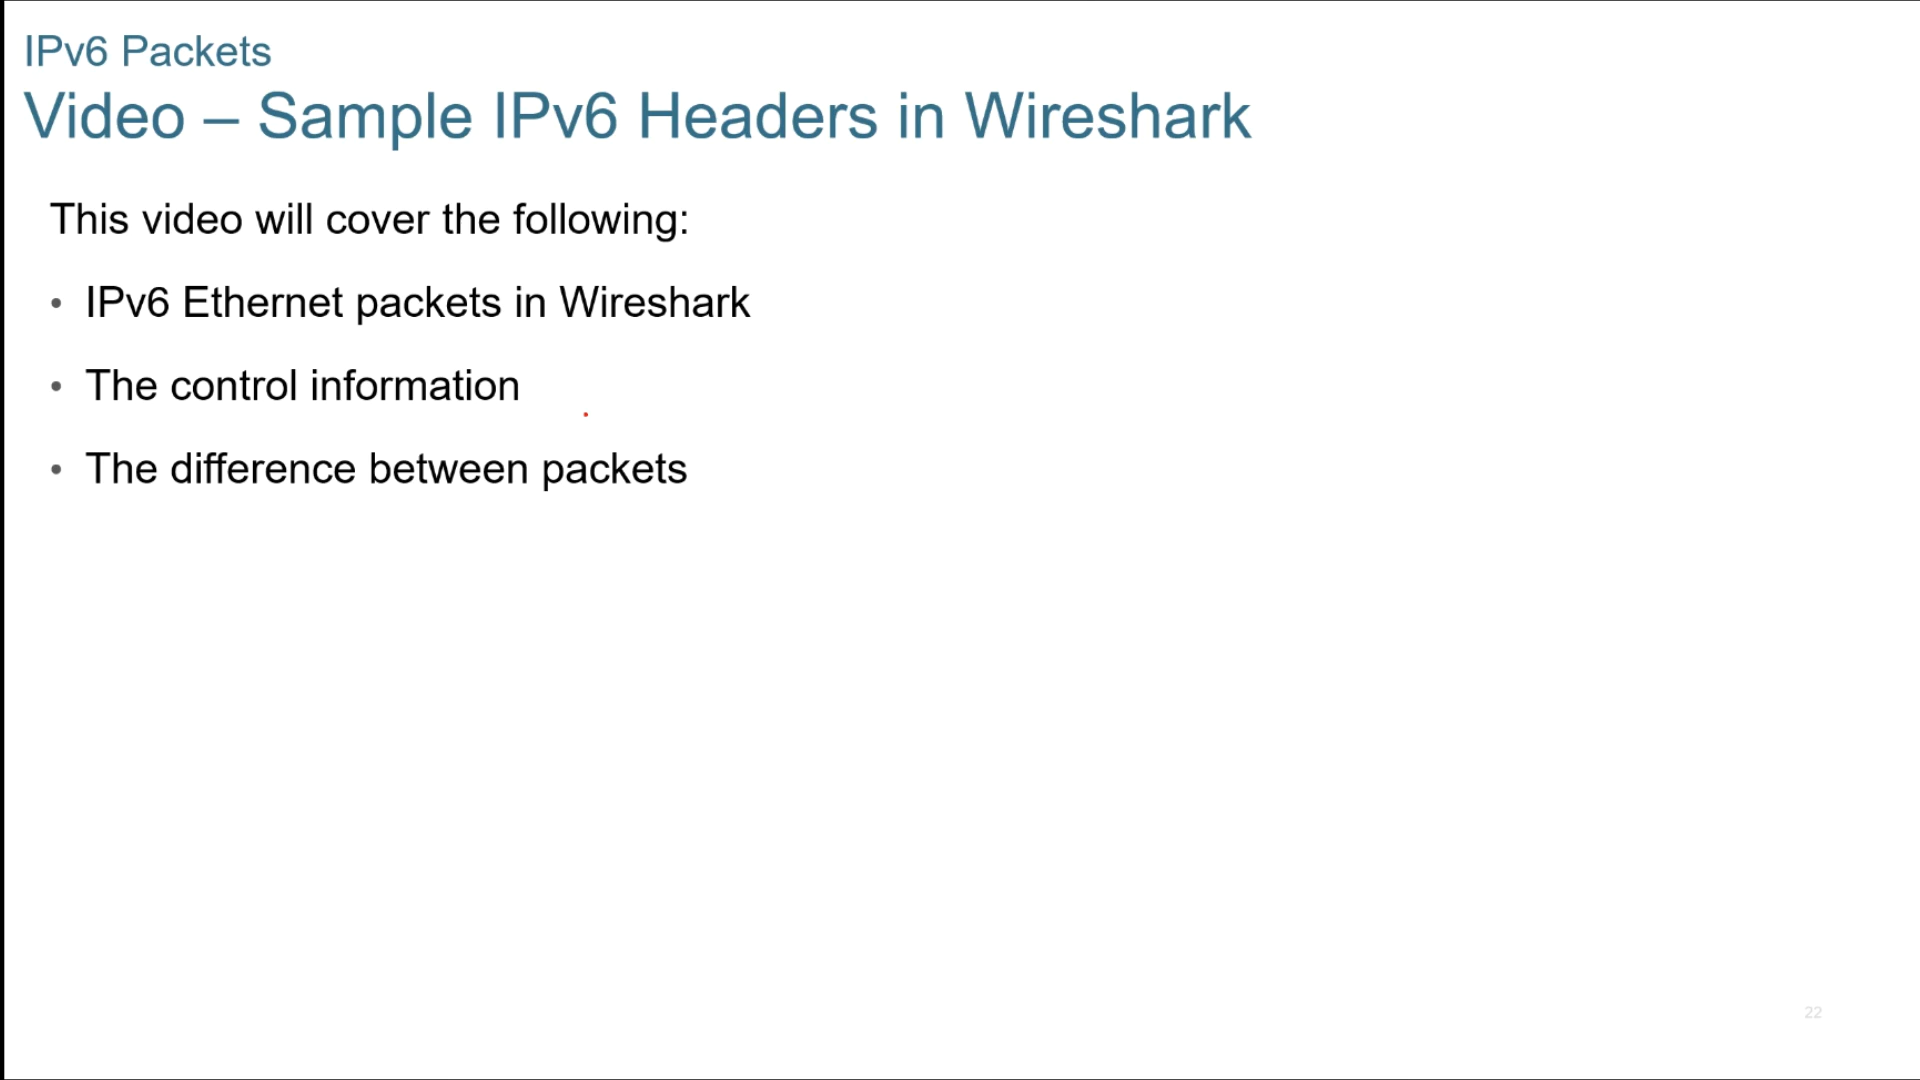 IPv6 Packets
Video – Sample IPv6 Headers in Wireshark
This video will cover the following:
• IPv6 Ethernet packets in Wireshark
• The control information
• The difference between packets
22